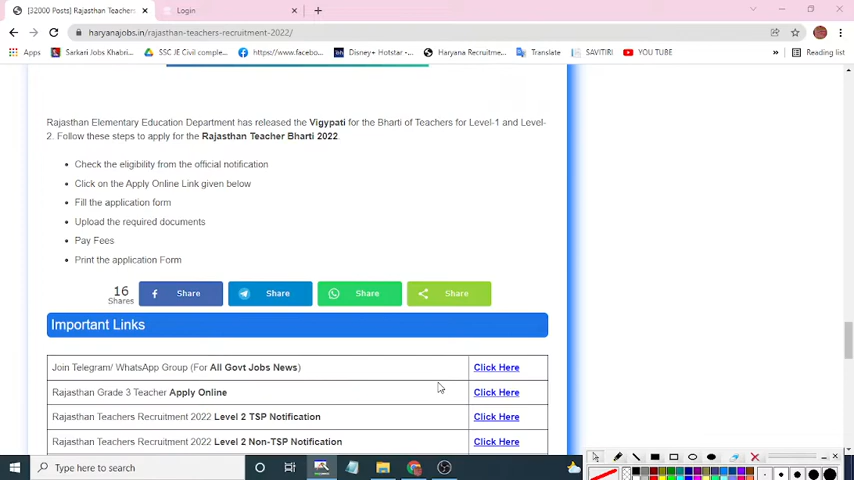 [32000 Posts] Rajasthan Teachers
Login
haryanajobs.in/rajasthan-teachers-recruitment-2022/
Apps
Sarkari Jobs Khabri...
SSC JE Civil comple...
https://www.facebo...
Disney+ Hotstar -...
Haryana Recruitme...
Translate
SAVITIRI
YOU TUBE
»
Reading list
Rajasthan Elementary Education Department has released the Vigypati for the Bharti of Teachers for Level-1 and Level-
2. Follow these steps to apply for the Rajasthan Teacher Bharti 2022.
Check the eligibility from the official notification
Click on the Apply Online Link given below
Fill the application form
Upload the required documents
Pay Fees
Print the application Form
16
Shares
Share
Share
Share
Share
Important Links
Join Telegram/ WhatsApp Group (For All Govt Jobs News) Click Here
Rajasthan Grade 3 Teacher Apply Online Click Here
Rajasthan Teachers Recruitment 2022 Level 2 TSP Notification Click Here
Rajasthan Teachers Recruitment 2022 Level 2 Non-TSP Notification Click Here
Type here to search